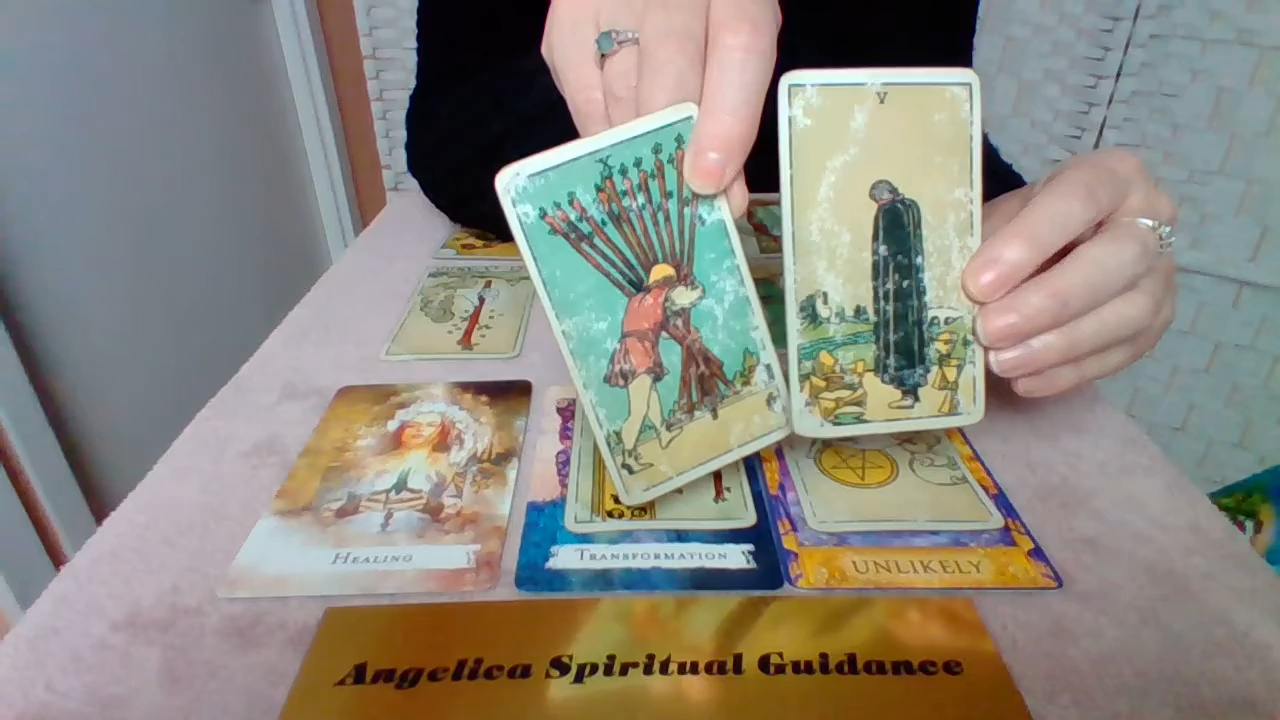 X
V
HEALING
TRANSFORMATION
UNLIKELY
Angelica Spiritual Guidance